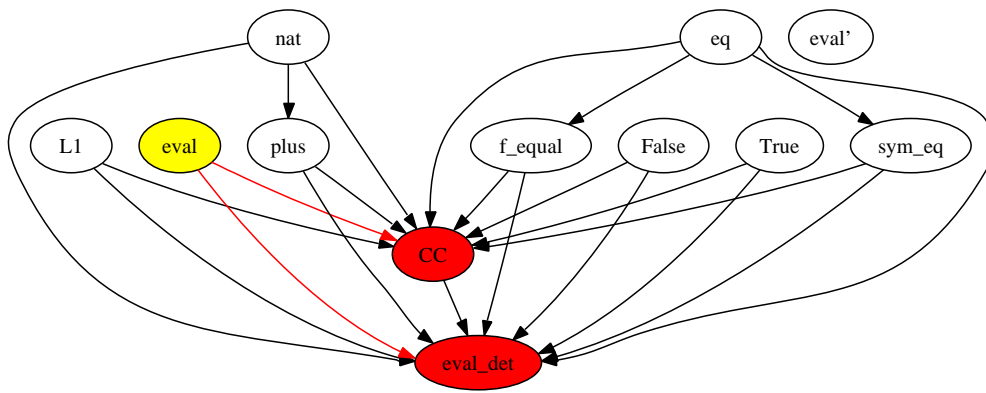 nat
eq
eval’
L1
eval
plus
f_equal
False
True
sym_eq
CC
eval_det